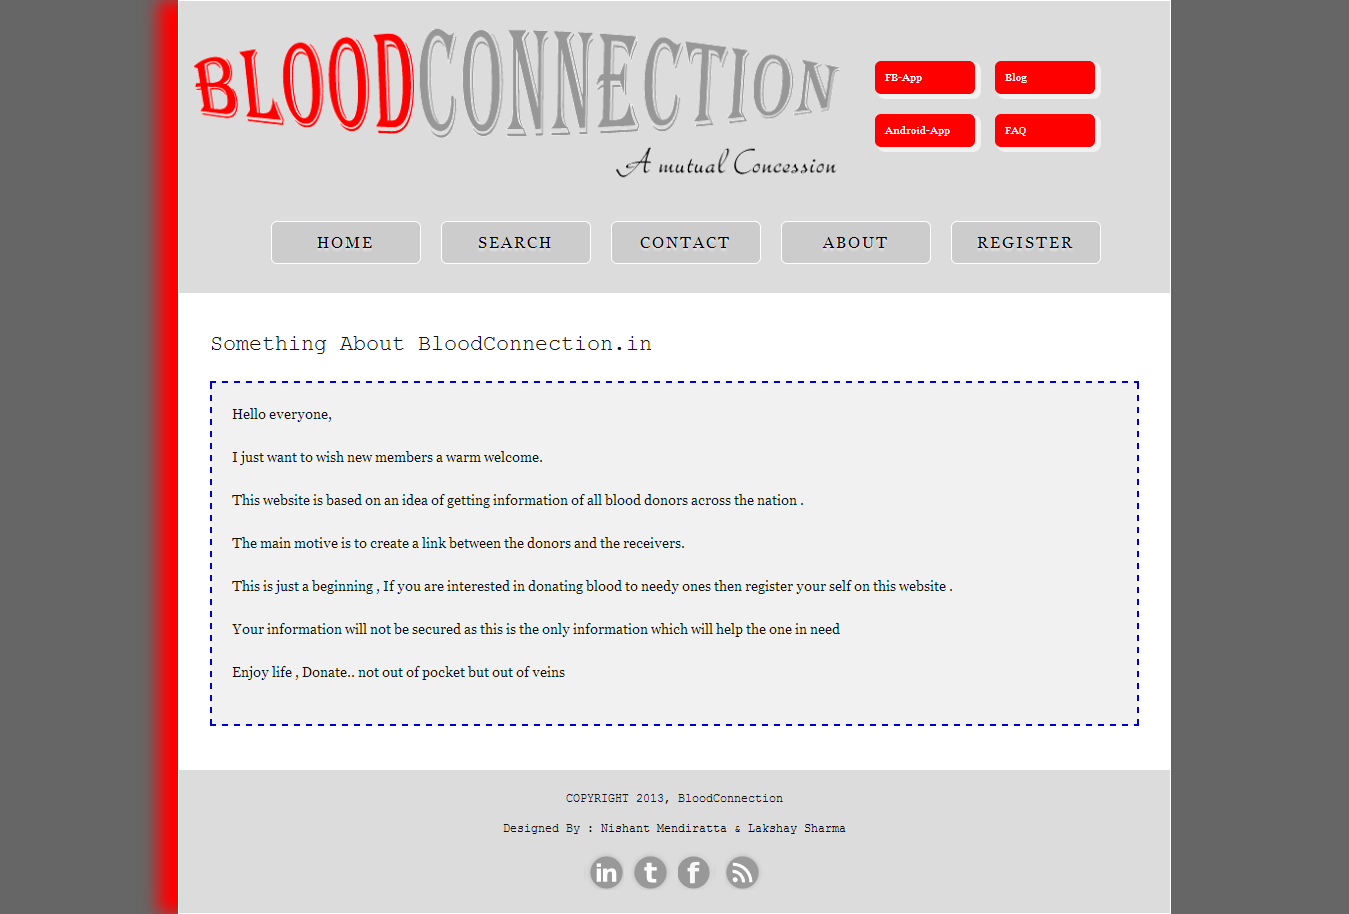 BLOODCONNECTION
A mutual Concession
FB-App
Blog
Android-App
FAQ
HOME
SEARCH
CONTACT
ABOUT
REGISTER
Something About BloodConnection.in
Hello everyone,
I just want to wish new members a warm welcome.
This website is based on an idea of getting information of all blood donors across the nation .
The main motive is to create a link between the donors and the receivers.
This is just a beginning , If you are interested in donating blood to needy ones then register your self on this website .
Your information will not be secured as this is the only information which will help the one in need
Enjoy life , Donate.. not out of pocket but out of veins
COPYRIGHT 2013, BloodConnection
Designed By : Nishant Mendiratta & Lakshay Sharma
in t f